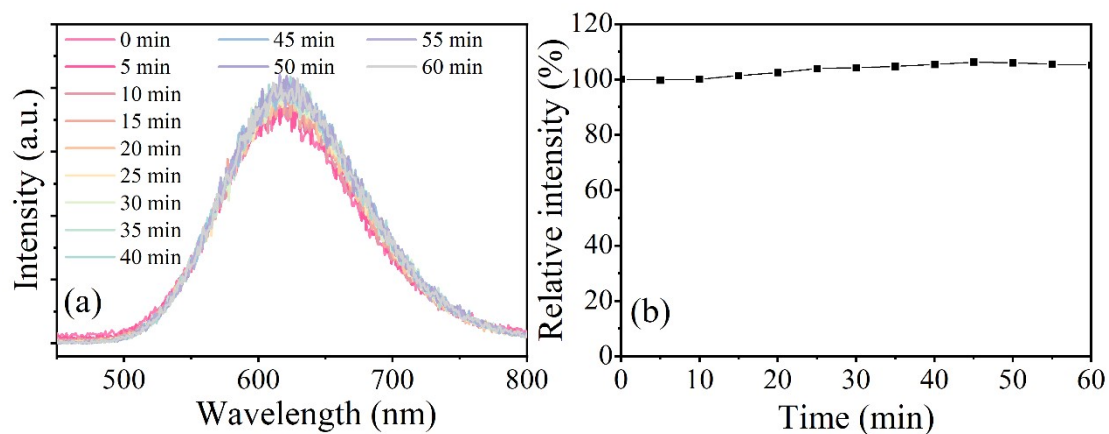 0 min
45 min
55 min
5 min
50 min
60 min
10 min
15 min
20 min
25 min
30 min
35 min
40 min
Intensity (a.u.)
(a)
500
600
700
800
Wavelength (nm)
120
100
80
60
40
20
0
Relative intensity (%)
(b)
0
10
20
30
40
50
60
Time (min)